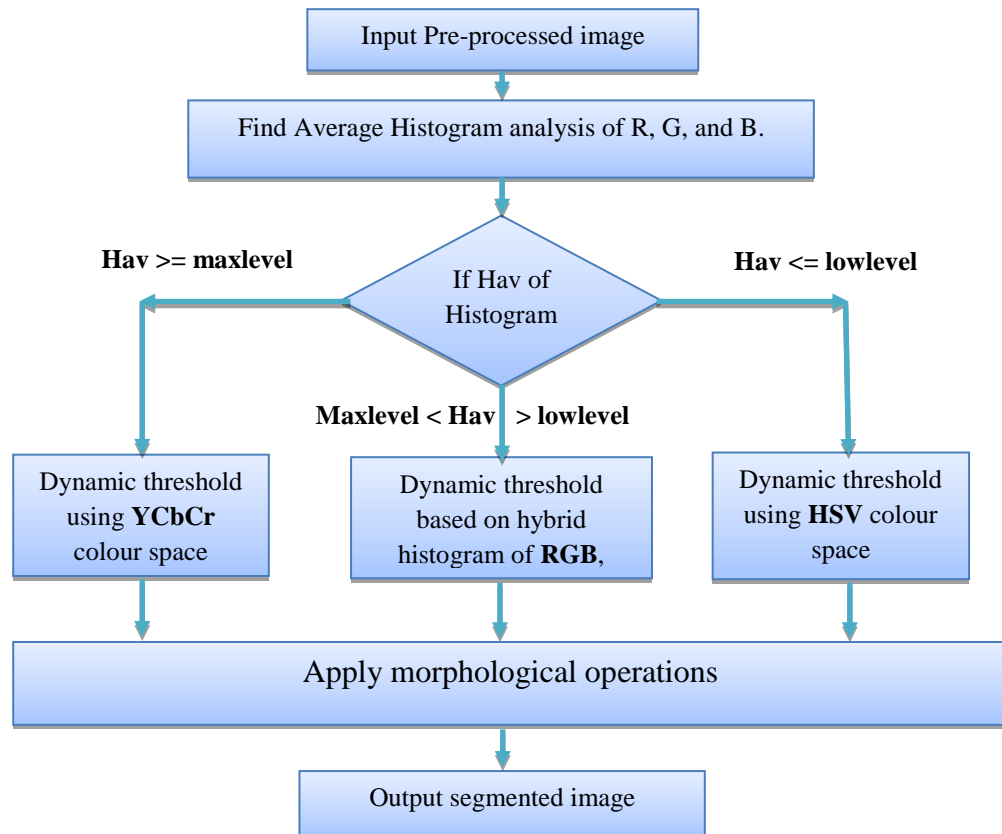 Input Pre-processed image
Find Average Histogram analysis of R, G, and B.
Hav >= maxlevel
Hav <= lowlevel
If Hav of
Histogram
Maxlevel < Hav > lowlevel
Dynamic threshold
using YCbCr
colour space
Dynamic threshold
based on hybrid
histogram of RGB,
Dynamic threshold
using HSV colour
space
Apply morphological operations
Output segmented image